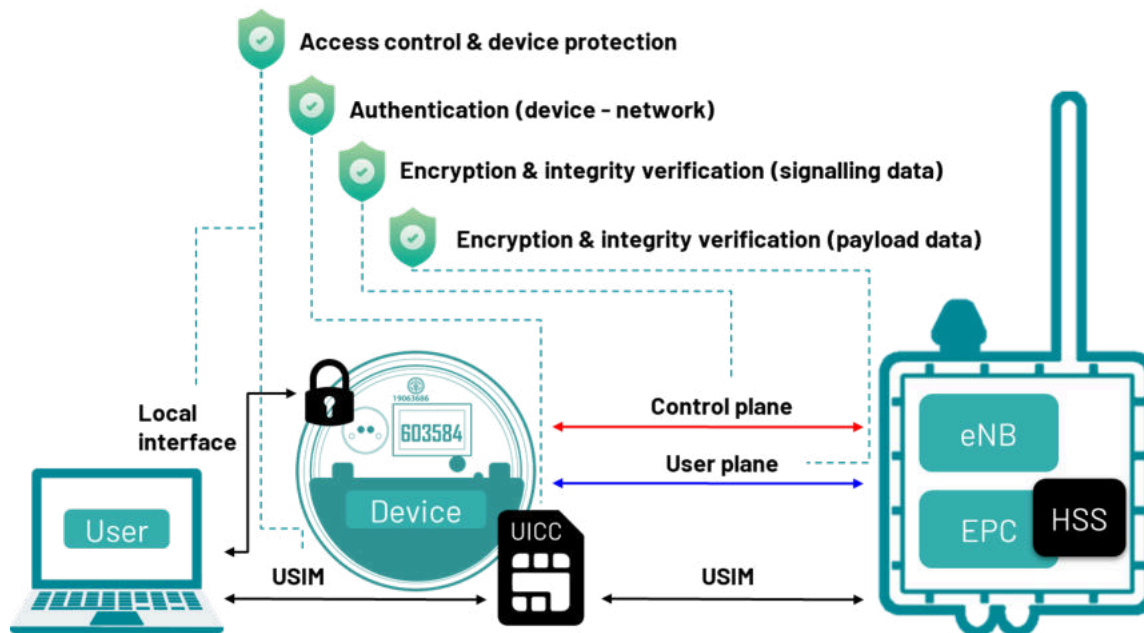 Access control & device protection
Authentication (device - network)
Encryption & integrity verification (signalling data)
Encryption & integrity verification (payload data)
19063686
603584
Local
interface
Control plane
User plane
eNB
EPC
HSS
User
Device
UICC
USIM
USIM